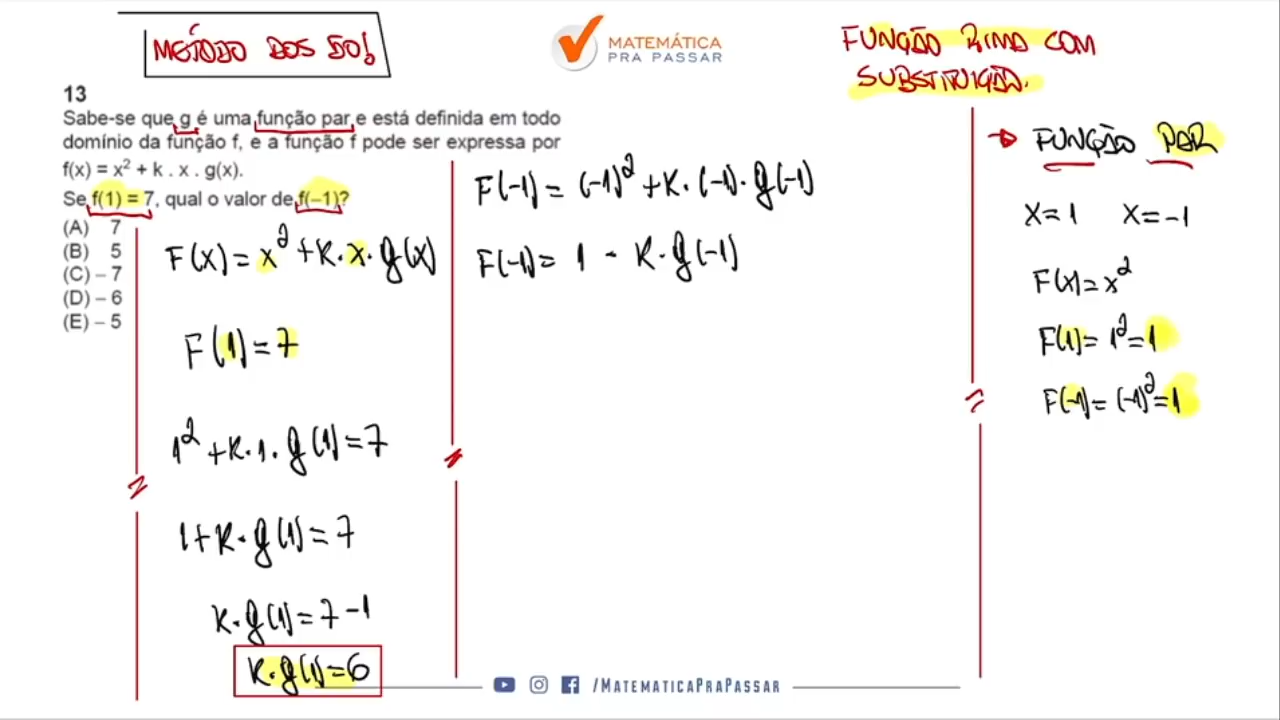 MÉTODO DOS 50!
MATEMÁTICA
PRA PASSAR
FUNÇÃO RIMA COM
SUBSTITUIÇÃO.
13
Sabe-se que g é uma função par e está definida em todo
domínio da função f, e a função f pode ser expressa por
f(x) = x² + k . x . g(x).
Se f(1) = 7, qual o valor de f(−1)?
(A) 7
(B) 5
(C) – 7
(D) – 6
(E) – 5
F(x) = x² + K. x. g(x)
F(1) = 7
1² + K. 1. g(1) = 7
1 + K. g(1) = 7
K. g(1) = 7 - 1
K. g(1) = 6
F(-1) = (-1)² + K. (-1). g(-1)
F(-1) = 1 - K. g(-1)
FUNÇÃO PAR
X = 1 X = -1
F(x) = x²
F(1) = 1² = 1
F(-1) = (-1)² = 1
/MATEMATICAPRAPASSAR